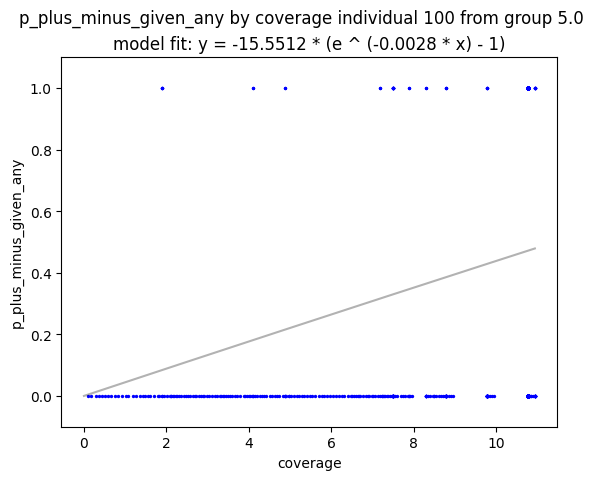 p_plus_minus_given_any by coverage individual 100 from group 5.0
model fit: y = -15.5512 * (e ^ (-0.0028 * x) - 1)
1.0
0.8
0.6
0.4
0.2
0.0
p_plus_minus_given_any
0 2 4 6 8 10
coverage